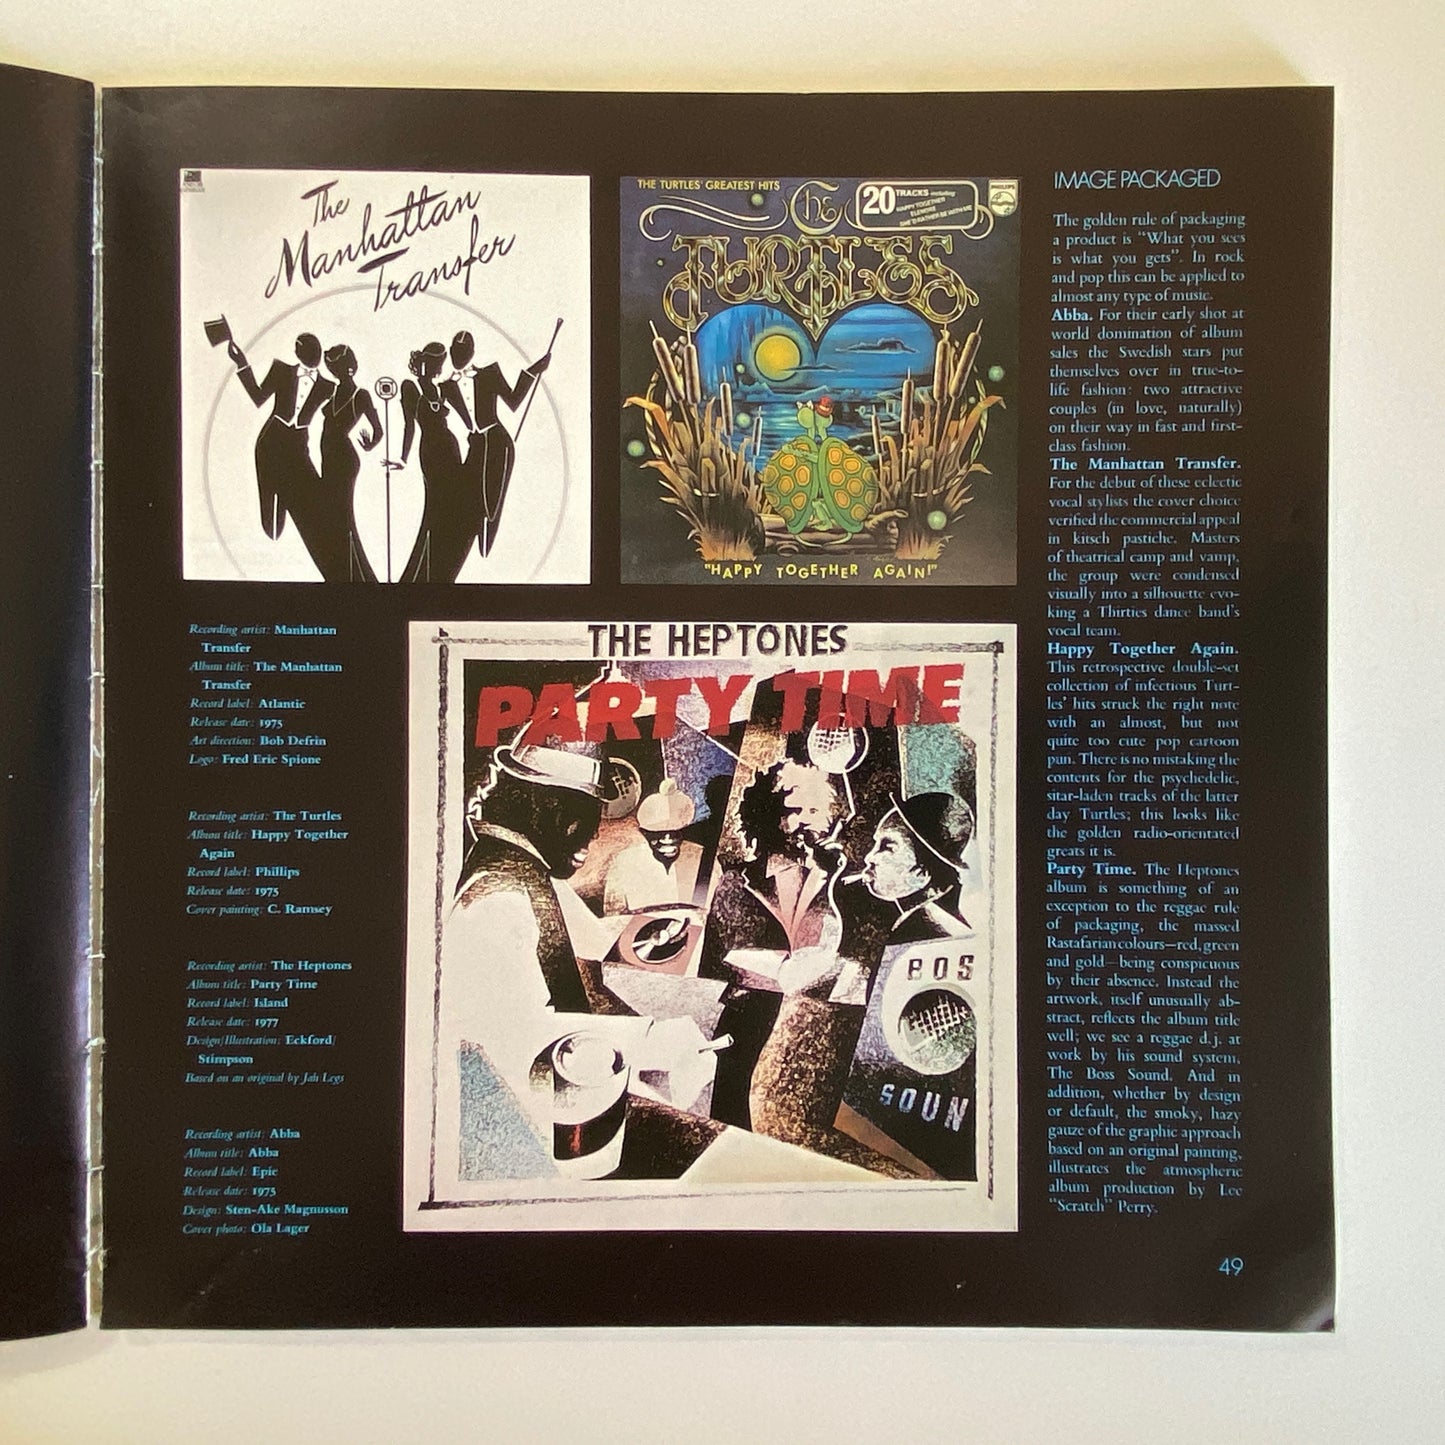 The
Manhattan
Transfer
THE TURTLES' GREATEST HITS
The
20 TRACKS including:
HAPPY TOGETHER
ELENORE
SHE'D RATHER BE WITH ME
PHILIPS
TURTLES
"HAPPY TOGETHER AGAIN!"
Recording artist: Manhattan
Transfer
Album title: The Manhattan
Transfer
Record label: Atlantic
Release date: 1975
Art direction: Bob Defrin
Logo: Fred Eric Spione
Recording artist: The Turtles
Album title: Happy Together
Again
Record label: Phillips
Release date: 1975
Cover painting: C. Ramsey
Recording artist: The Heptones
Album title: Party Time
Record label: Island
Release date: 1977
Design/Illustration: Eckford/
Stimpson
Based on an original by Jah Legs
Recording artist: Abba
Album title: Abba
Record label: Epic
Release date: 1975
Design: Sten-Ake Magnusson
Cover photo: Ola Lager
THE HEPTONES
PARTY TIME
BOS
SOUN
IMAGE PACKAGED
The golden rule of packaging
a product is "What you sees
is what you gets". In rock
and pop this can be applied to
almost any type of music.
Abba. For their early shot at
world domination of album
sales the Swedish stars put
themselves over in true-to-
life fashion: two attractive
couples (in love, naturally)
on their way in fast and first-
class fashion.
The Manhattan Transfer.
For the debut of these eclectic
vocal stylists the cover choice
verified the commercial appeal
in kitsch pastiche. Masters
of theatrical camp and vamp,
the group were condensed
visually into a silhouette evo-
king a Thirties dance band's
vocal team.
Happy Together Again.
This retrospective double-set
collection of infectious Turt-
les' hits struck the right note
with an almost, but not
quite too cute pop cartoon
pun. There is no mistaking the
contents for the psychedelic,
sitar-laden tracks of the latter
day Turtles; this looks like
the golden radio-orientated
greats it is.
Party Time. The Heptones
album is something of an
exception to the reggae rule
of packaging, the massed
Rastafarian colours—red, green
and gold—being conspicuous
by their absence. Instead the
artwork, itself unusually ab-
stract, reflects the album title
well; we see a reggae d.j. at
work by his sound system,
The Boss Sound. And in
addition, whether by design
or default, the smoky, hazy
gauze of the graphic approach
based on an original painting,
illustrates the atmospheric
album production by Lee
"Scratch" Perry.
49